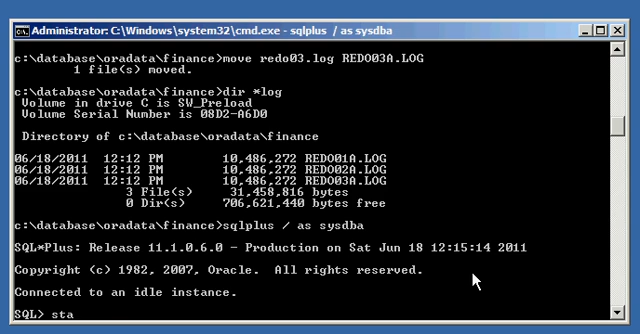 Administrator: C:\Windows\system32\cmd.exe - sqlplus / as sysdba
c:\database\oradata\finance>move redo03.log REDO03A.LOG
1 file(s) moved.
c:\database\oradata\finance>dir *log
Volume in drive C is SW_Preload
Volume Serial Number is 08D2-A6D0
Directory of c:\database\oradata\finance
06/18/2011 12:12 PM 10,486,272 REDO01A.LOG
06/18/2011 12:12 PM 10,486,272 REDO02A.LOG
06/18/2011 12:12 PM 10,486,272 REDO03A.LOG
3 File(s) 31,458,816 bytes
0 Dir(s) 706,621,440 bytes free
c:\database\oradata\finance>sqlplus / as sysdba
SQL*Plus: Release 11.1.0.6.0 - Production on Sat Jun 18 12:15:14 2011
Copyright (c) 1982, 2007, Oracle. All rights reserved.
Connected to an idle instance.
SQL> sta